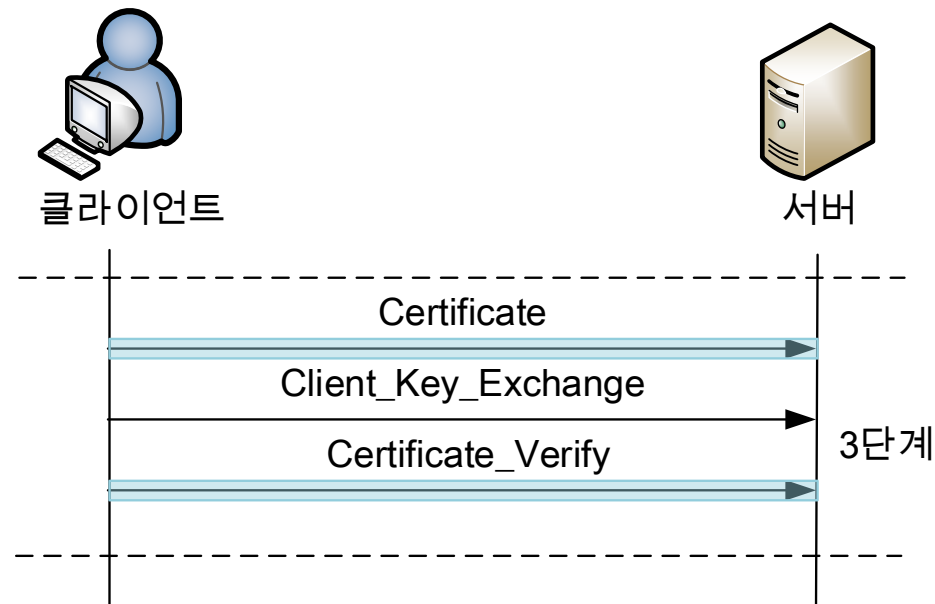 클라이언트
서버
Certificate
Client_Key_Exchange
Certificate_Verify
3단계